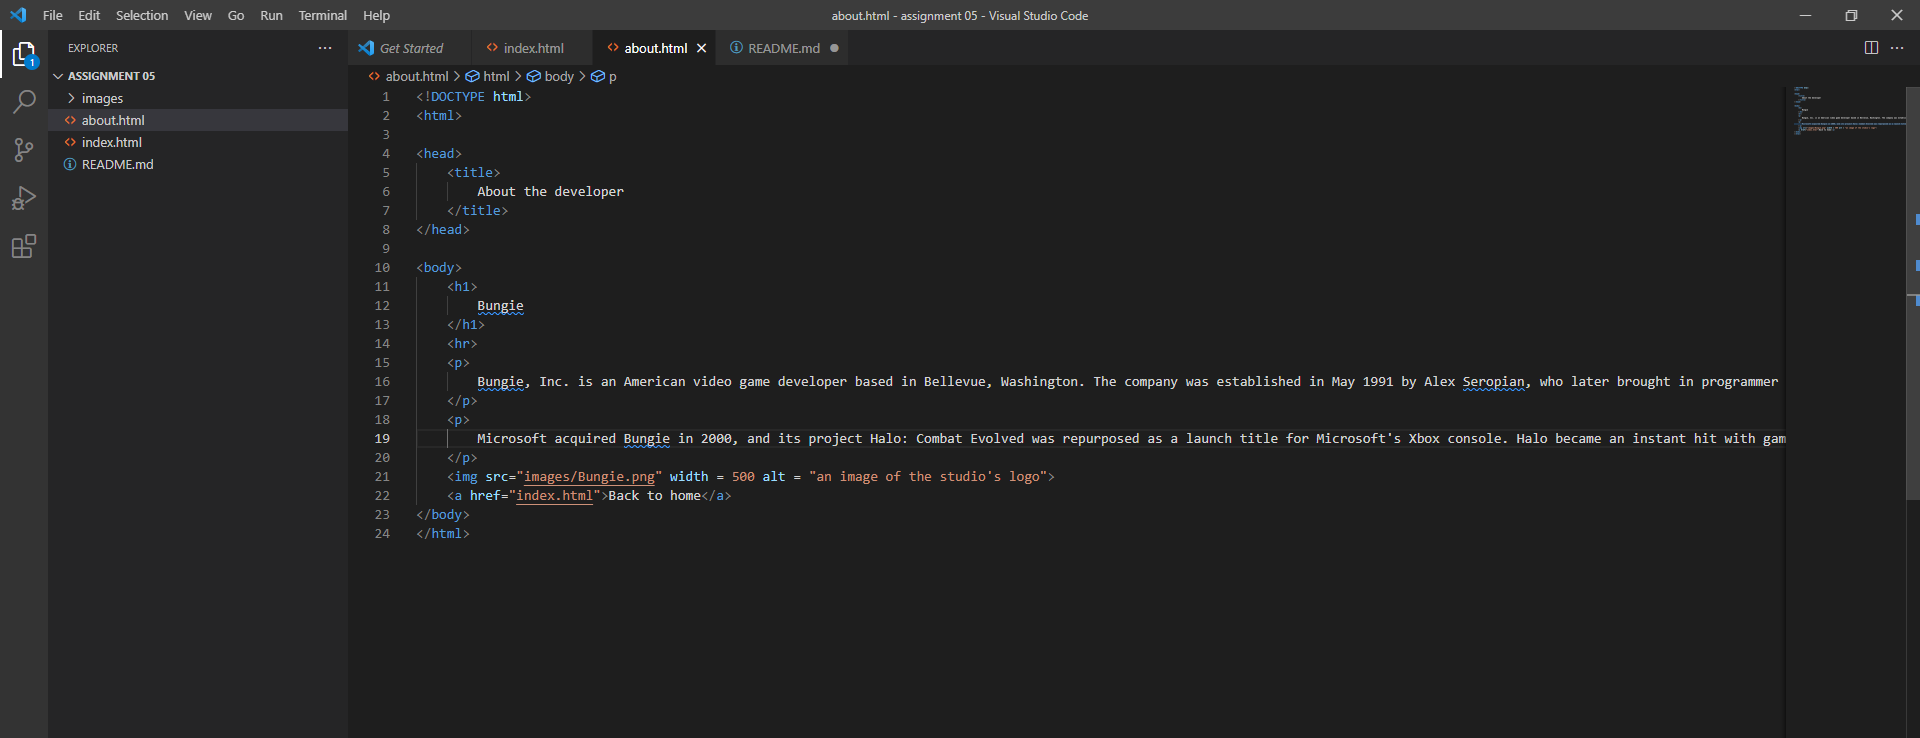 File Edit Selection View Go Run Terminal Help about.html - assignment 05 - Visual Studio Code
EXPLORER
Get Started index.html about.html README.md
1
ASSIGNMENT 05
images
about.html
index.html
README.md
about.html > html > body > p
1 <!DOCTYPE html>
2 <html>
3
4 <head>
5 <title>
6 About the developer
7 </title>
8 </head>
9
10 <body>
11 <h1>
12 Bungie
13 </h1>
14 <hr>
15 <p>
16 Bungie, Inc. is an American video game developer based in Bellevue, Washington. The company was established in May 1991 by Alex Seropian, who later brought in programmer
17 </p>
18 <p>
19 Microsoft acquired Bungie in 2000, and its project Halo: Combat Evolved was repurposed as a launch title for Microsoft's Xbox console. Halo became an instant hit with gam
20 </p>
21 <img src="images/Bungie.png" width = 500 alt = "an image of the studio's logo">
22 <a href="index.html">Back to home</a>
23 </body>
24 </html>